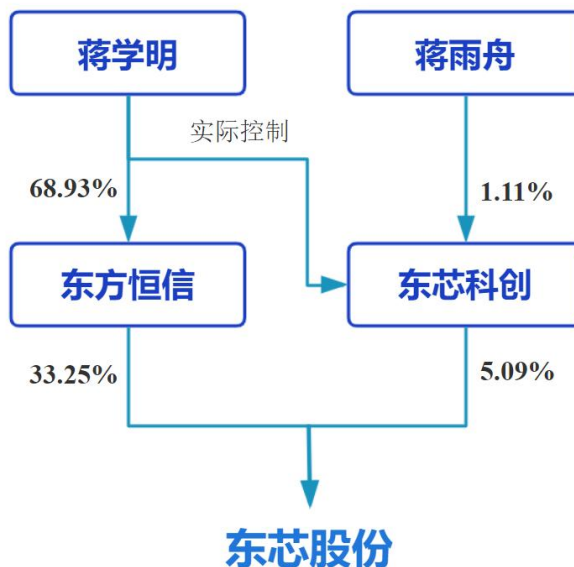 蒋学明
蒋雨舟
实际控制
68.93%
1.11%
东方恒信
东芯科创
33.25%
5.09%
东芯股份